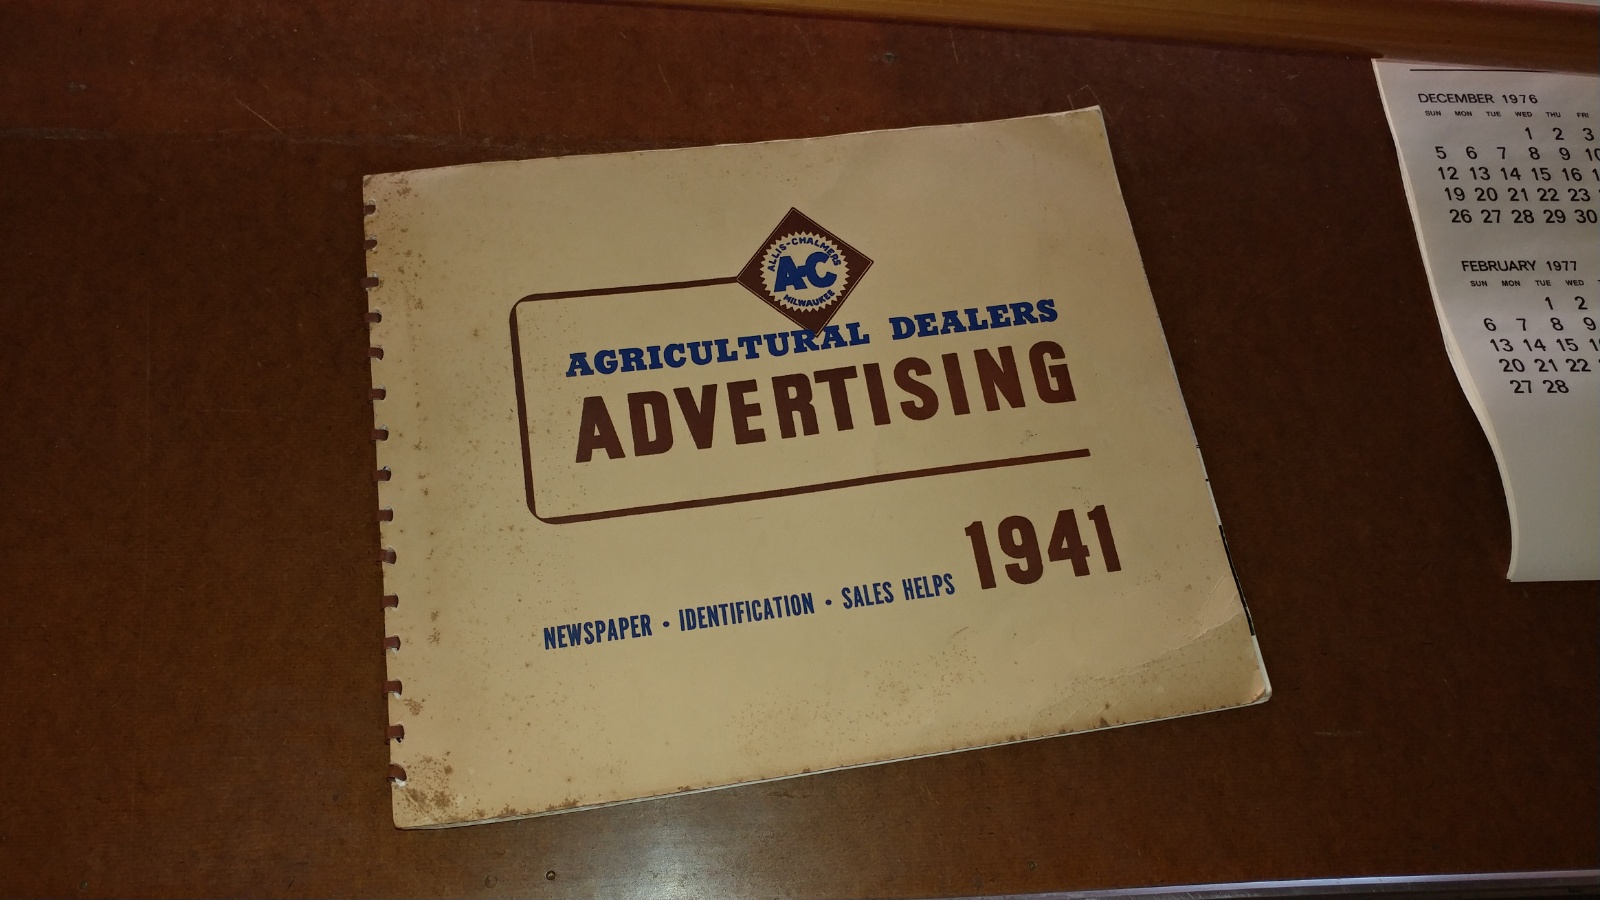 ALLIS-CHALMERS
A-C
MILWAUKEE
AGRICULTURAL DEALERS
ADVERTISING
1941
NEWSPAPER • IDENTIFICATION • SALES HELPS
DECEMBER 1976
SUN MON TUE WED THU FRI
1 2 3
5 6 7 8 9 10
12 13 14 15 16
19 20 21 22 23
26 27 28 29 30
FEBRUARY 1977
SUN MON TUE WED
1 2
6 7 8 9
13 14 15
20 21 22
27 28